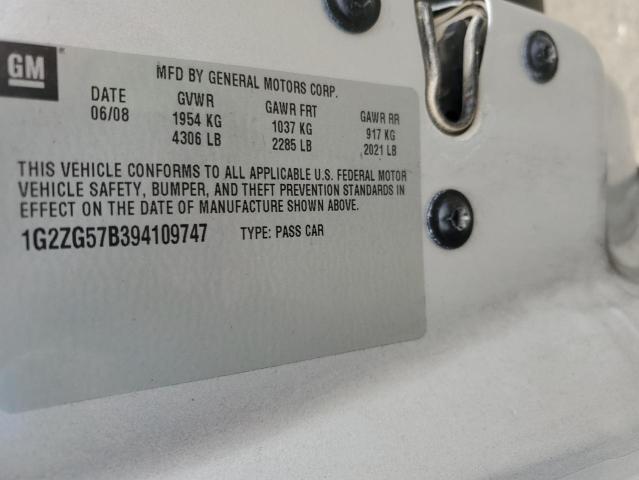 GM
MFD BY GENERAL MOTORS CORP.
DATE GVWR GAWR FRT GAWR RR
06/08 1954 KG 1037 KG 917 KG
4306 LB 2285 LB 2021 LB
THIS VEHICLE CONFORMS TO ALL APPLICABLE U.S. FEDERAL MOTOR
VEHICLE SAFETY, BUMPER, AND THEFT PREVENTION STANDARDS IN
EFFECT ON THE DATE OF MANUFACTURE SHOWN ABOVE.
1G2ZG57B394109747 TYPE: PASS CAR